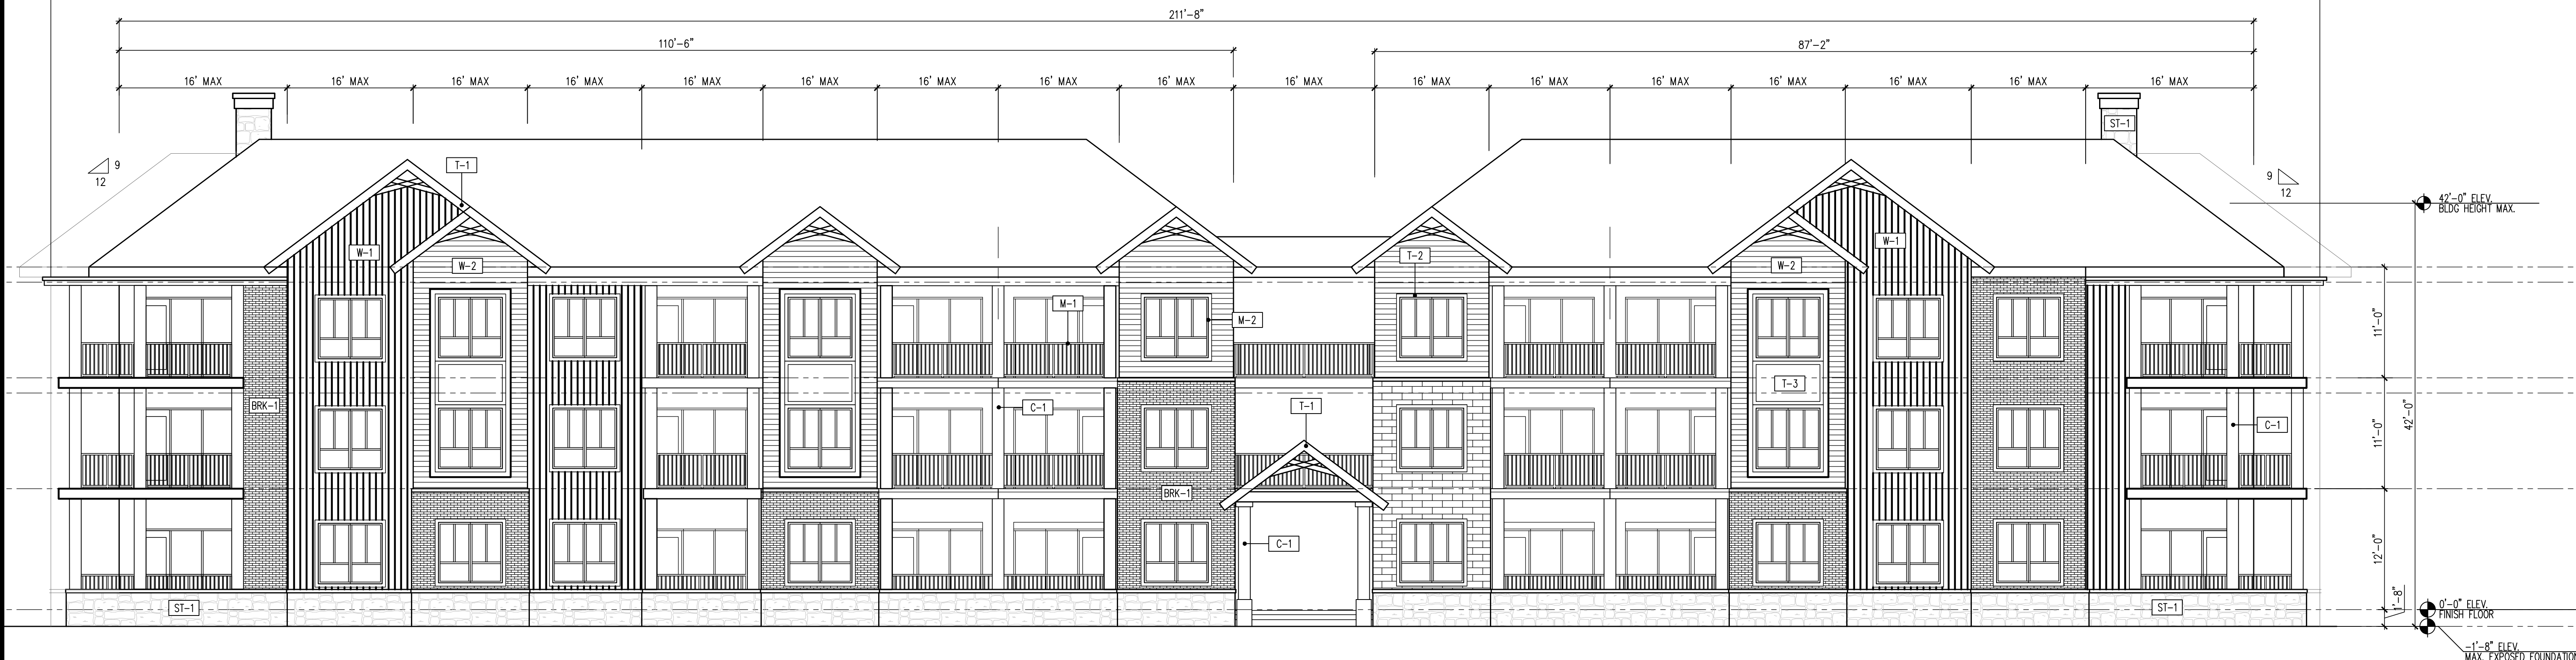 211'-8"
110'-6"
87'-2"
16' MAX 16' MAX 16' MAX 16' MAX 16' MAX 16' MAX 16' MAX 16' MAX 16' MAX 16' MAX 16' MAX 16' MAX 16' MAX 16' MAX 16' MAX 16' MAX 16' MAX
ST-1
9
12
T-1
9
12
42'-0" ELEV.
BLDG HEIGHT MAX.
W-1
W-2
T-2
W-2
W-1
M-1
M-2
11'-0"
T-3
BRK-1
C-1
T-1
C-1
11'-0"
42'-0"
BRK-1
C-1
12'-0"
1'-8"
ST-1
ST-1
0'-0" ELEV.
FINISH FLOOR
-1'-8" ELEV.
MAX. EXPOSED FOUNDATION